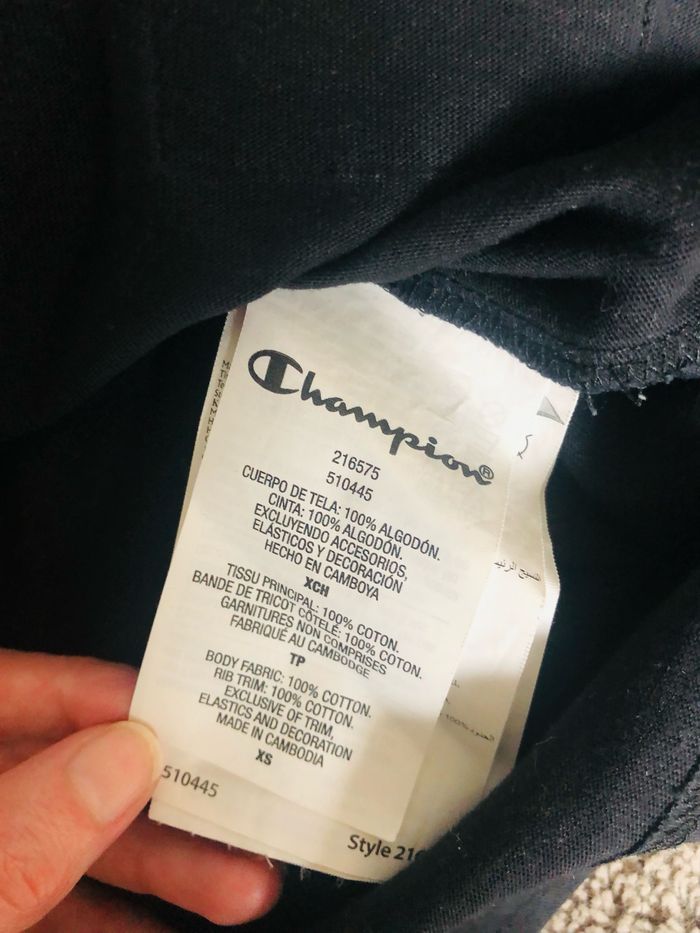 Champion®
216575
510445
CUERPO DE TELA: 100% ALGODÓN.
CINTA: 100% ALGODÓN.
EXCLUYENDO ACCESORIOS,
ELÁSTICOS Y DECORACIÓN
HECHO EN CAMBOYA
XCH
TISSU PRINCIPAL: 100% COTON.
BANDE DE TRICOT CÔTELÉ: 100% COTON.
GARNITURES NON COMPRISES
FABRIQUÉ AU CAMBODGE
TP
BODY FABRIC: 100% COTTON.
RIB TRIM: 100% COTTON.
EXCLUSIVE OF TRIM,
ELASTICS AND DECORATION
MADE IN CAMBODIA
XS
510445
Style 216